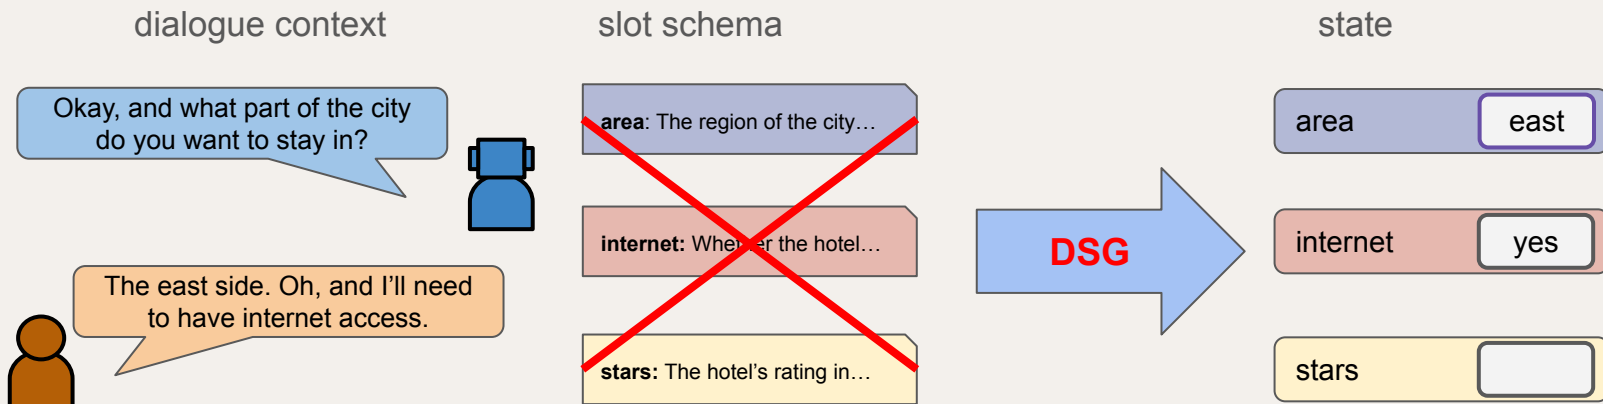 dialogue context
slot schema
state
Okay, and what part of the city
do you want to stay in?
The east side. Oh, and I'll need
to have internet access.
area: The region of the city…
internet: Whether the hotel…
stars: The hotel's rating in…
DSG
area
east
internet
yes
stars